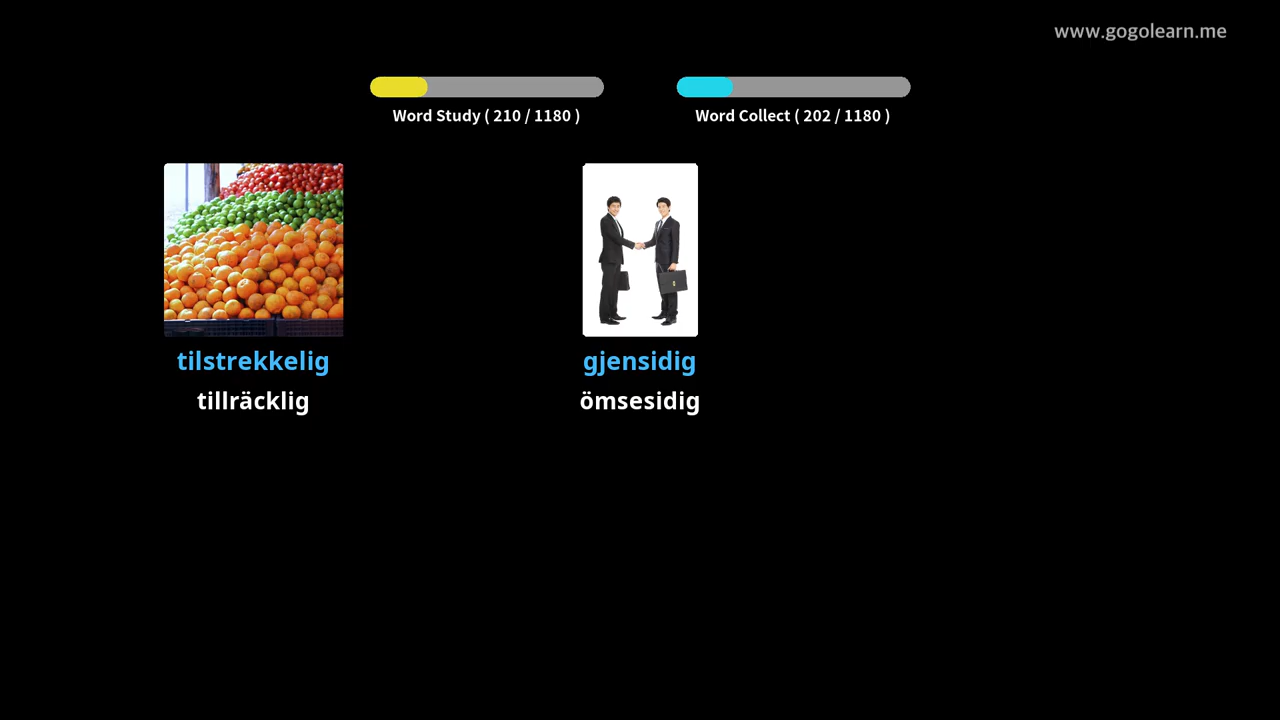 www.gogolearn.me
Word Study ( 210 / 1180 )
Word Collect ( 202 / 1180 )
tilstrekkelig
tillräcklig
gjensidig
ömsesidig